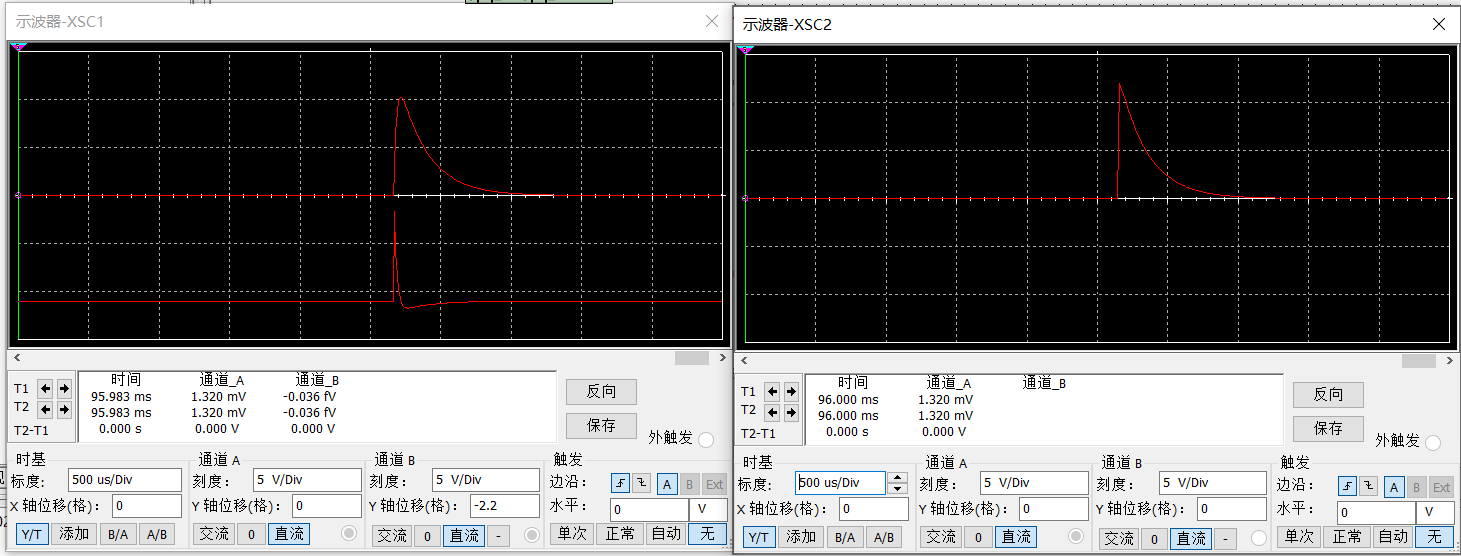 示波器-XSC1
时间 通道_A 通道_B
T1 95.983 ms 1.320 mV -0.036 fV
T2 95.983 ms 1.320 mV -0.036 fV
T2-T1 0.000 s 0.000 V 0.000 V
反向
保存
外触发
时基
标度: 500 us/Div
X 轴位移(格): 0
Y/T 添加 B/A A/B
通道 A
刻度: 5 V/Div
Y 轴位移(格): 0
交流 0 直流
通道 B
刻度: 5 V/Div
Y 轴位移(格): -2.2
交流 0 直流 -
触发
边沿: A B Ext
水平: 0 V
单次 正常 自动 无
示波器-XSC2
时间 通道_A 通道_B
T1 96.000 ms 1.320 mV
T2 96.000 ms 1.320 mV
T2-T1 0.000 s 0.000 V
反向
保存
外触发
时基
标度: 500 us/Div
X 轴位移(格): 0
Y/T 添加 B/A A/B
通道 A
刻度: 5 V/Div
Y 轴位移(格): 0
交流 0 直流
通道 B
刻度: 5 V/Div
Y 轴位移(格): 0
交流 0 直流 -
触发
边沿: A B Ext
水平: 0 V
单次 正常 自动 无